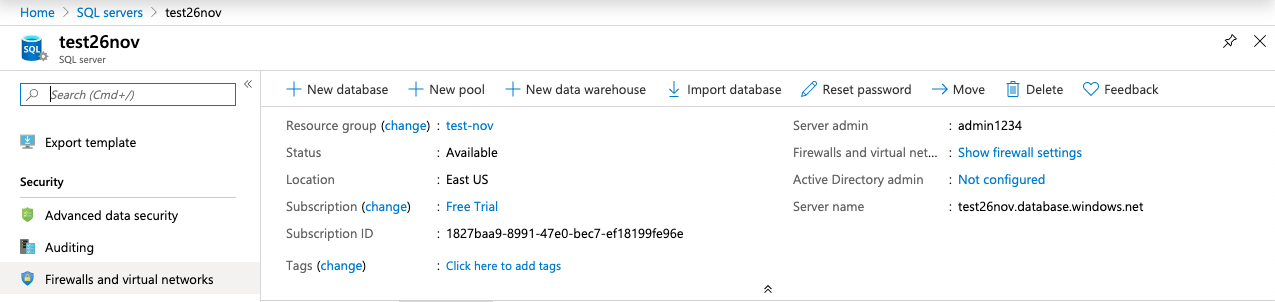 Home > SQL servers > test26nov
test26nov
SQL server
SQL
Search (Cmd+/)
Export template
Security
Advanced data security
Auditing
Firewalls and virtual networks
New database New pool New data warehouse Import database Reset password Move Delete Feedback
Resource group (change) : test-nov
Status : Available
Location : East US
Subscription (change) : Free Trial
Subscription ID : 1827baa9-8991-47e0-bec7-ef18199fe96e
Tags (change) : Click here to add tags
Server admin : admin1234
Firewalls and virtual net... : Show firewall settings
Active Directory admin : Not configured
Server name : test26nov.database.windows.net